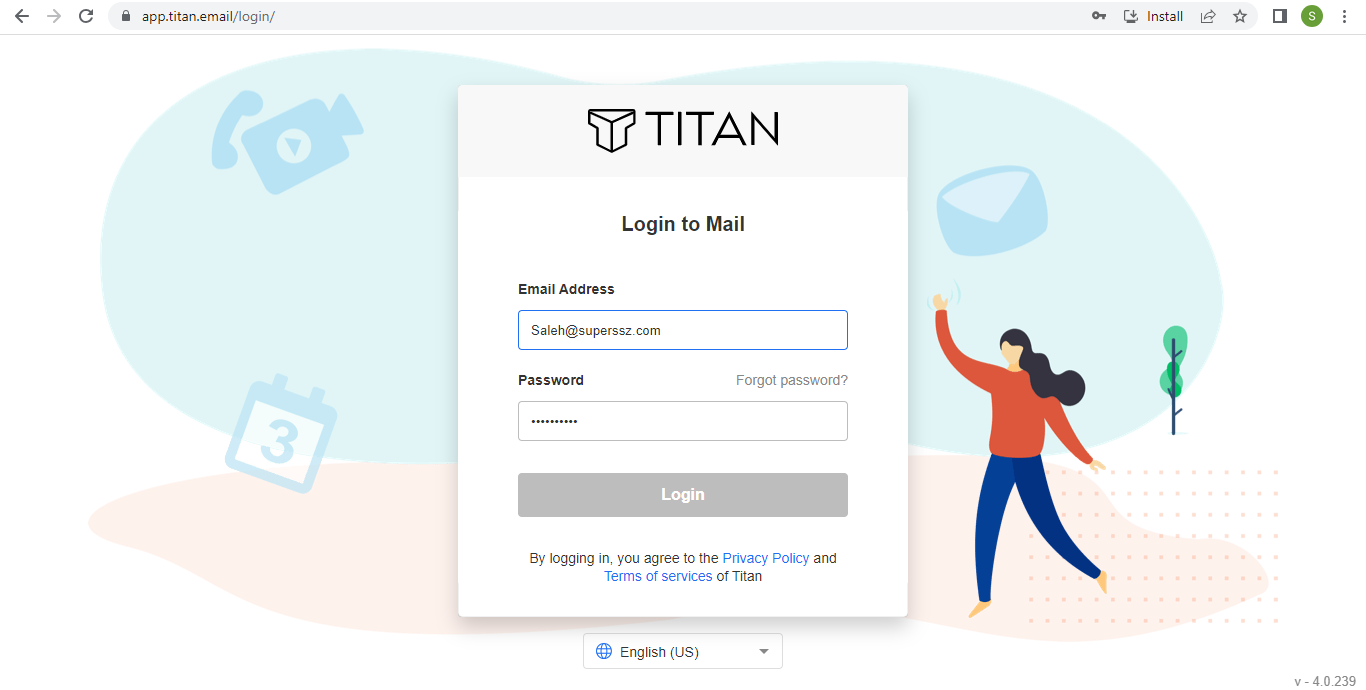 app.titan.email/login/
Install
S
TITAN
Login to Mail
Email Address
Saleh@superssz.com
Password
Forgot password?
••••••••••
Login
By logging in, you agree to the Privacy Policy and
Terms of services of Titan
3
English (US)
v - 4.0.239